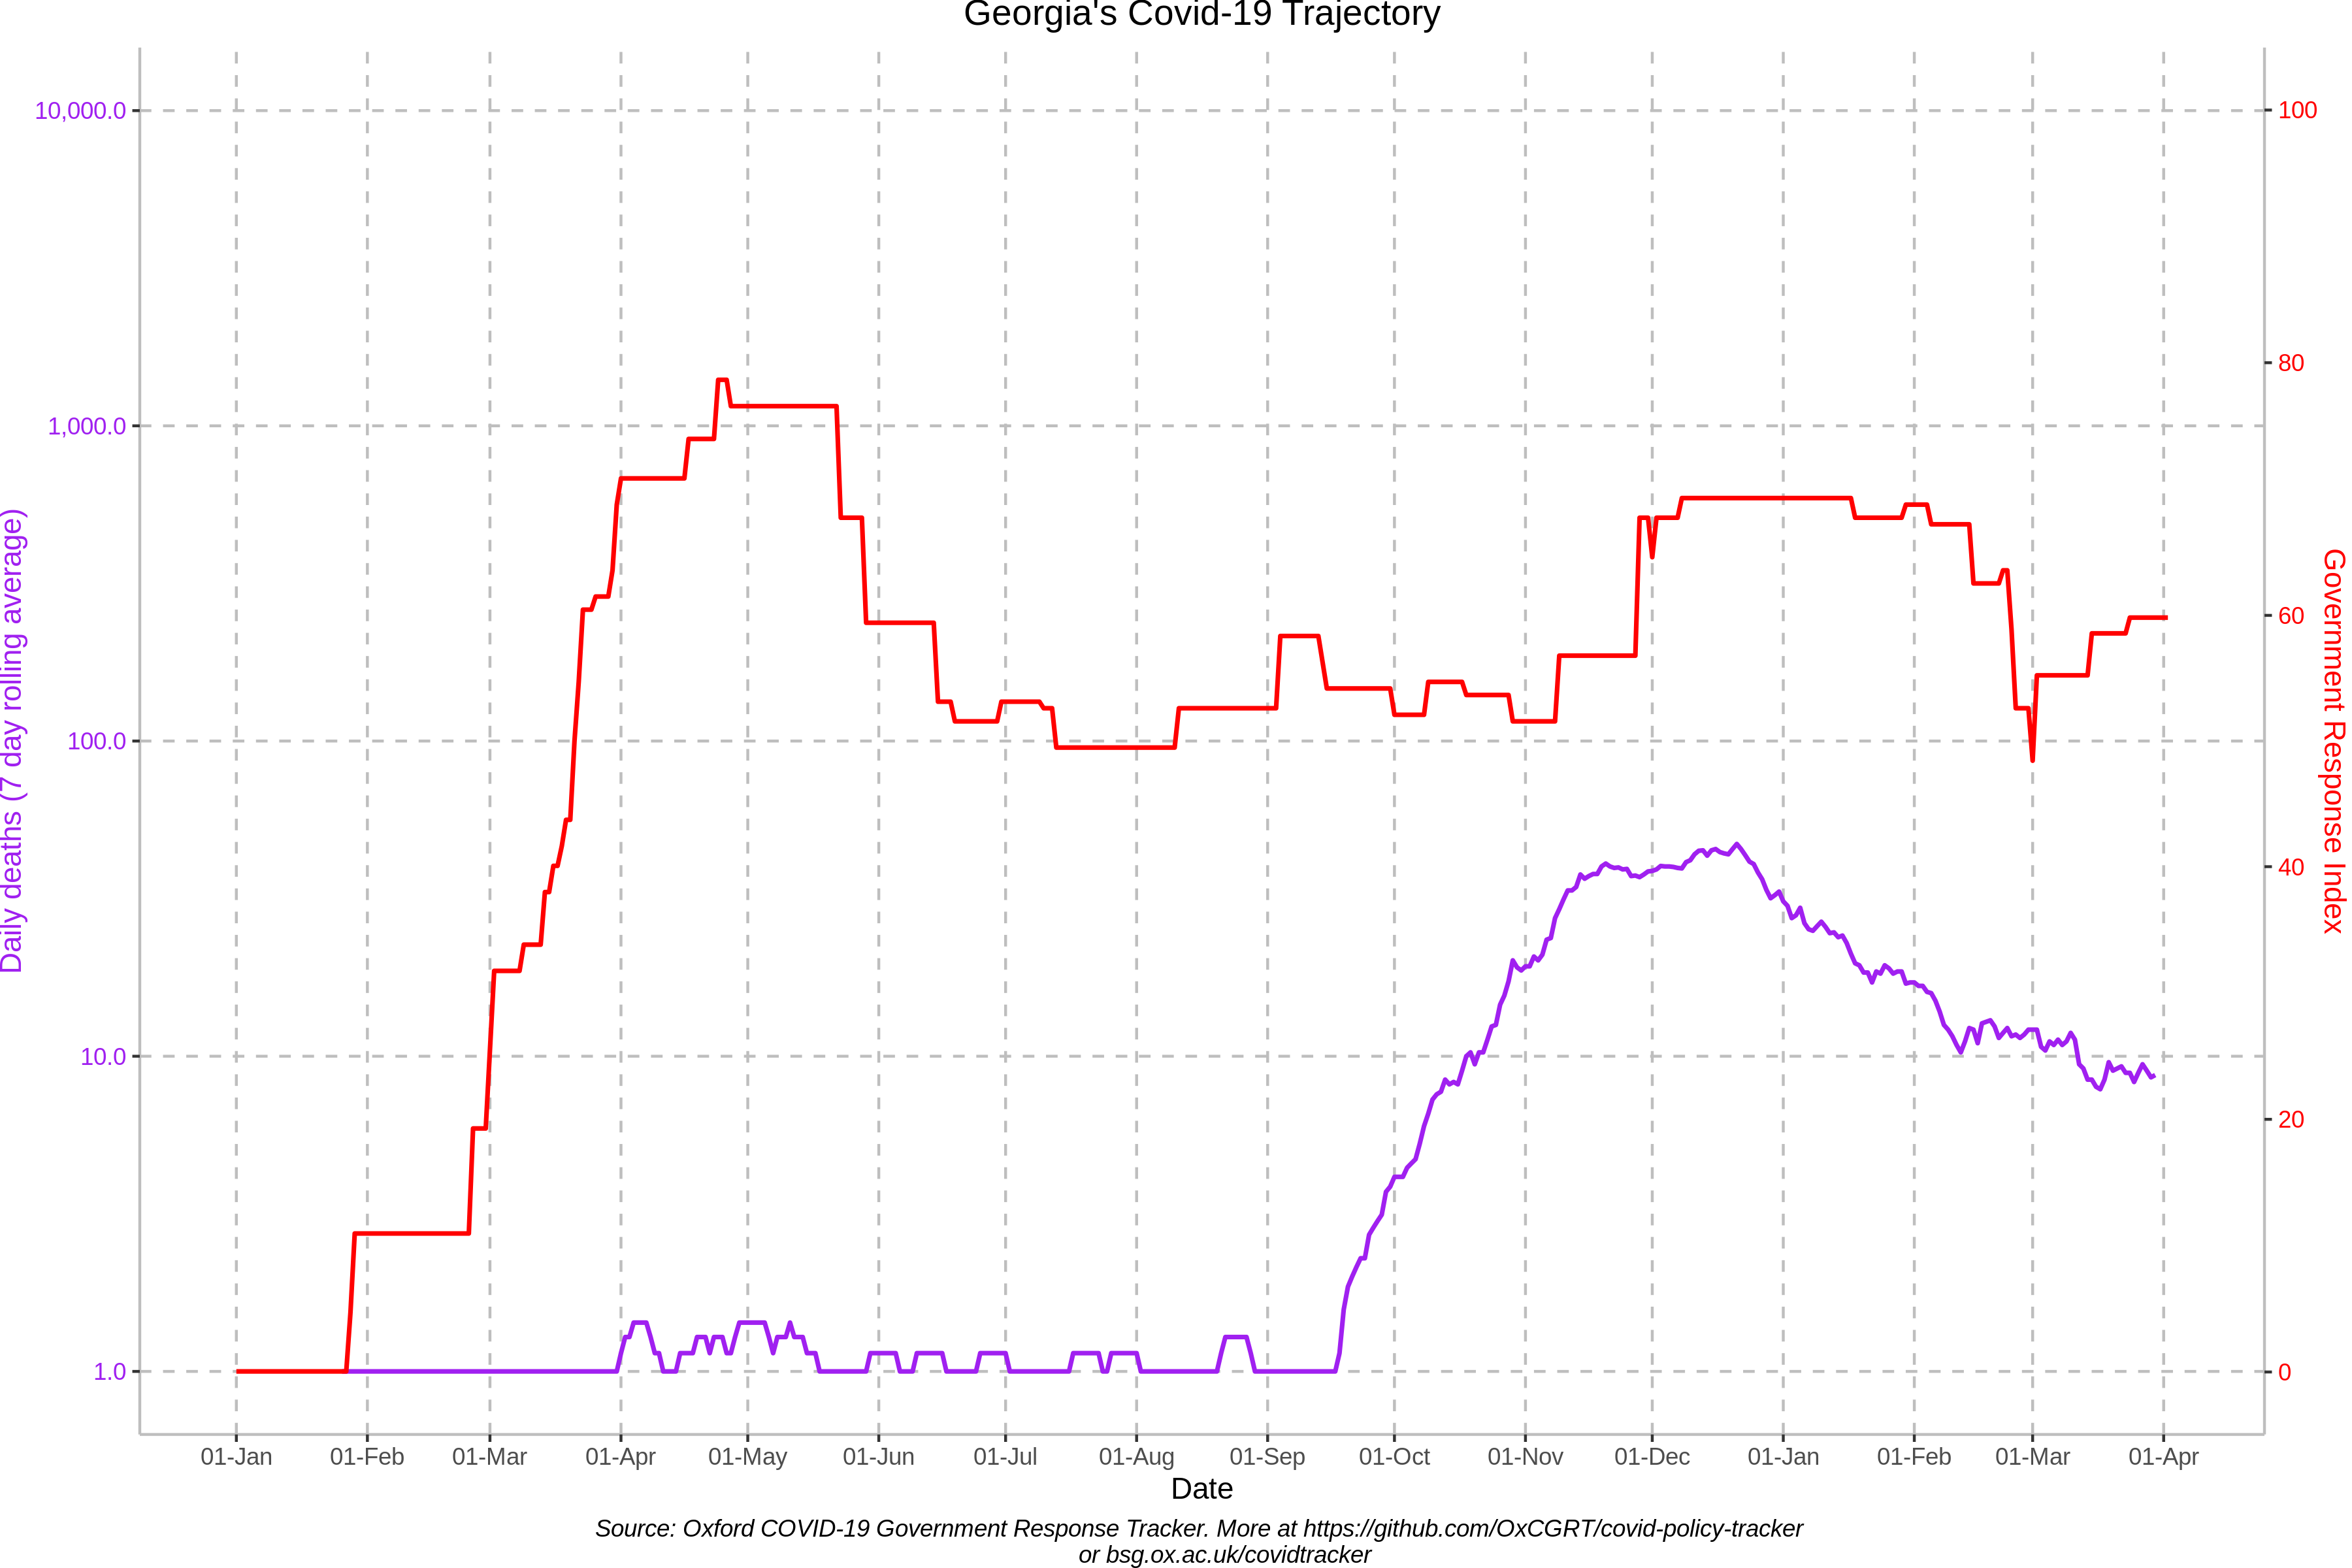 Georgia's Covid-19 Trajectory
10,000.0
1,000.0
100.0
10.0
1.0
Daily deaths (7 day rolling average)
100
80
60
40
20
0
Government Response Index
01-Jan 01-Feb 01-Mar 01-Apr 01-May 01-Jun 01-Jul 01-Aug 01-Sep 01-Oct 01-Nov 01-Dec 01-Jan 01-Feb 01-Mar 01-Apr
Date
Source: Oxford COVID-19 Government Response Tracker. More at https://github.com/OxCGRT/covid-policy-tracker
or bsg.ox.ac.uk/covidtracker